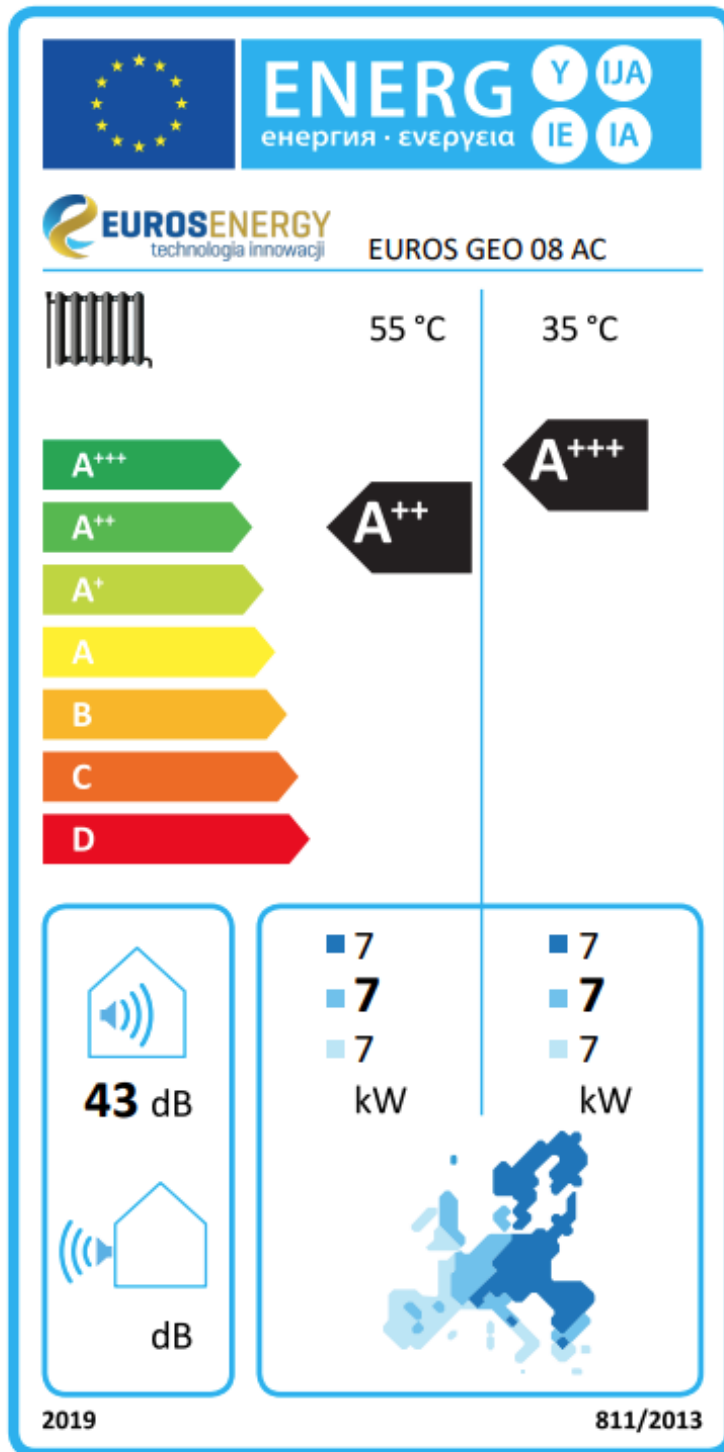 ENERG
Y IJA
IE IA
енергия · ενεργεια
EUROSENERGY
technologia innowacji
EUROS GEO 08 AC
55 °C 35 °C
A+++
A++
A+
A
B
C
D
A++
A+++
43 dB
dB
7 7
7 7
7 7
kW kW
2019 811/2013